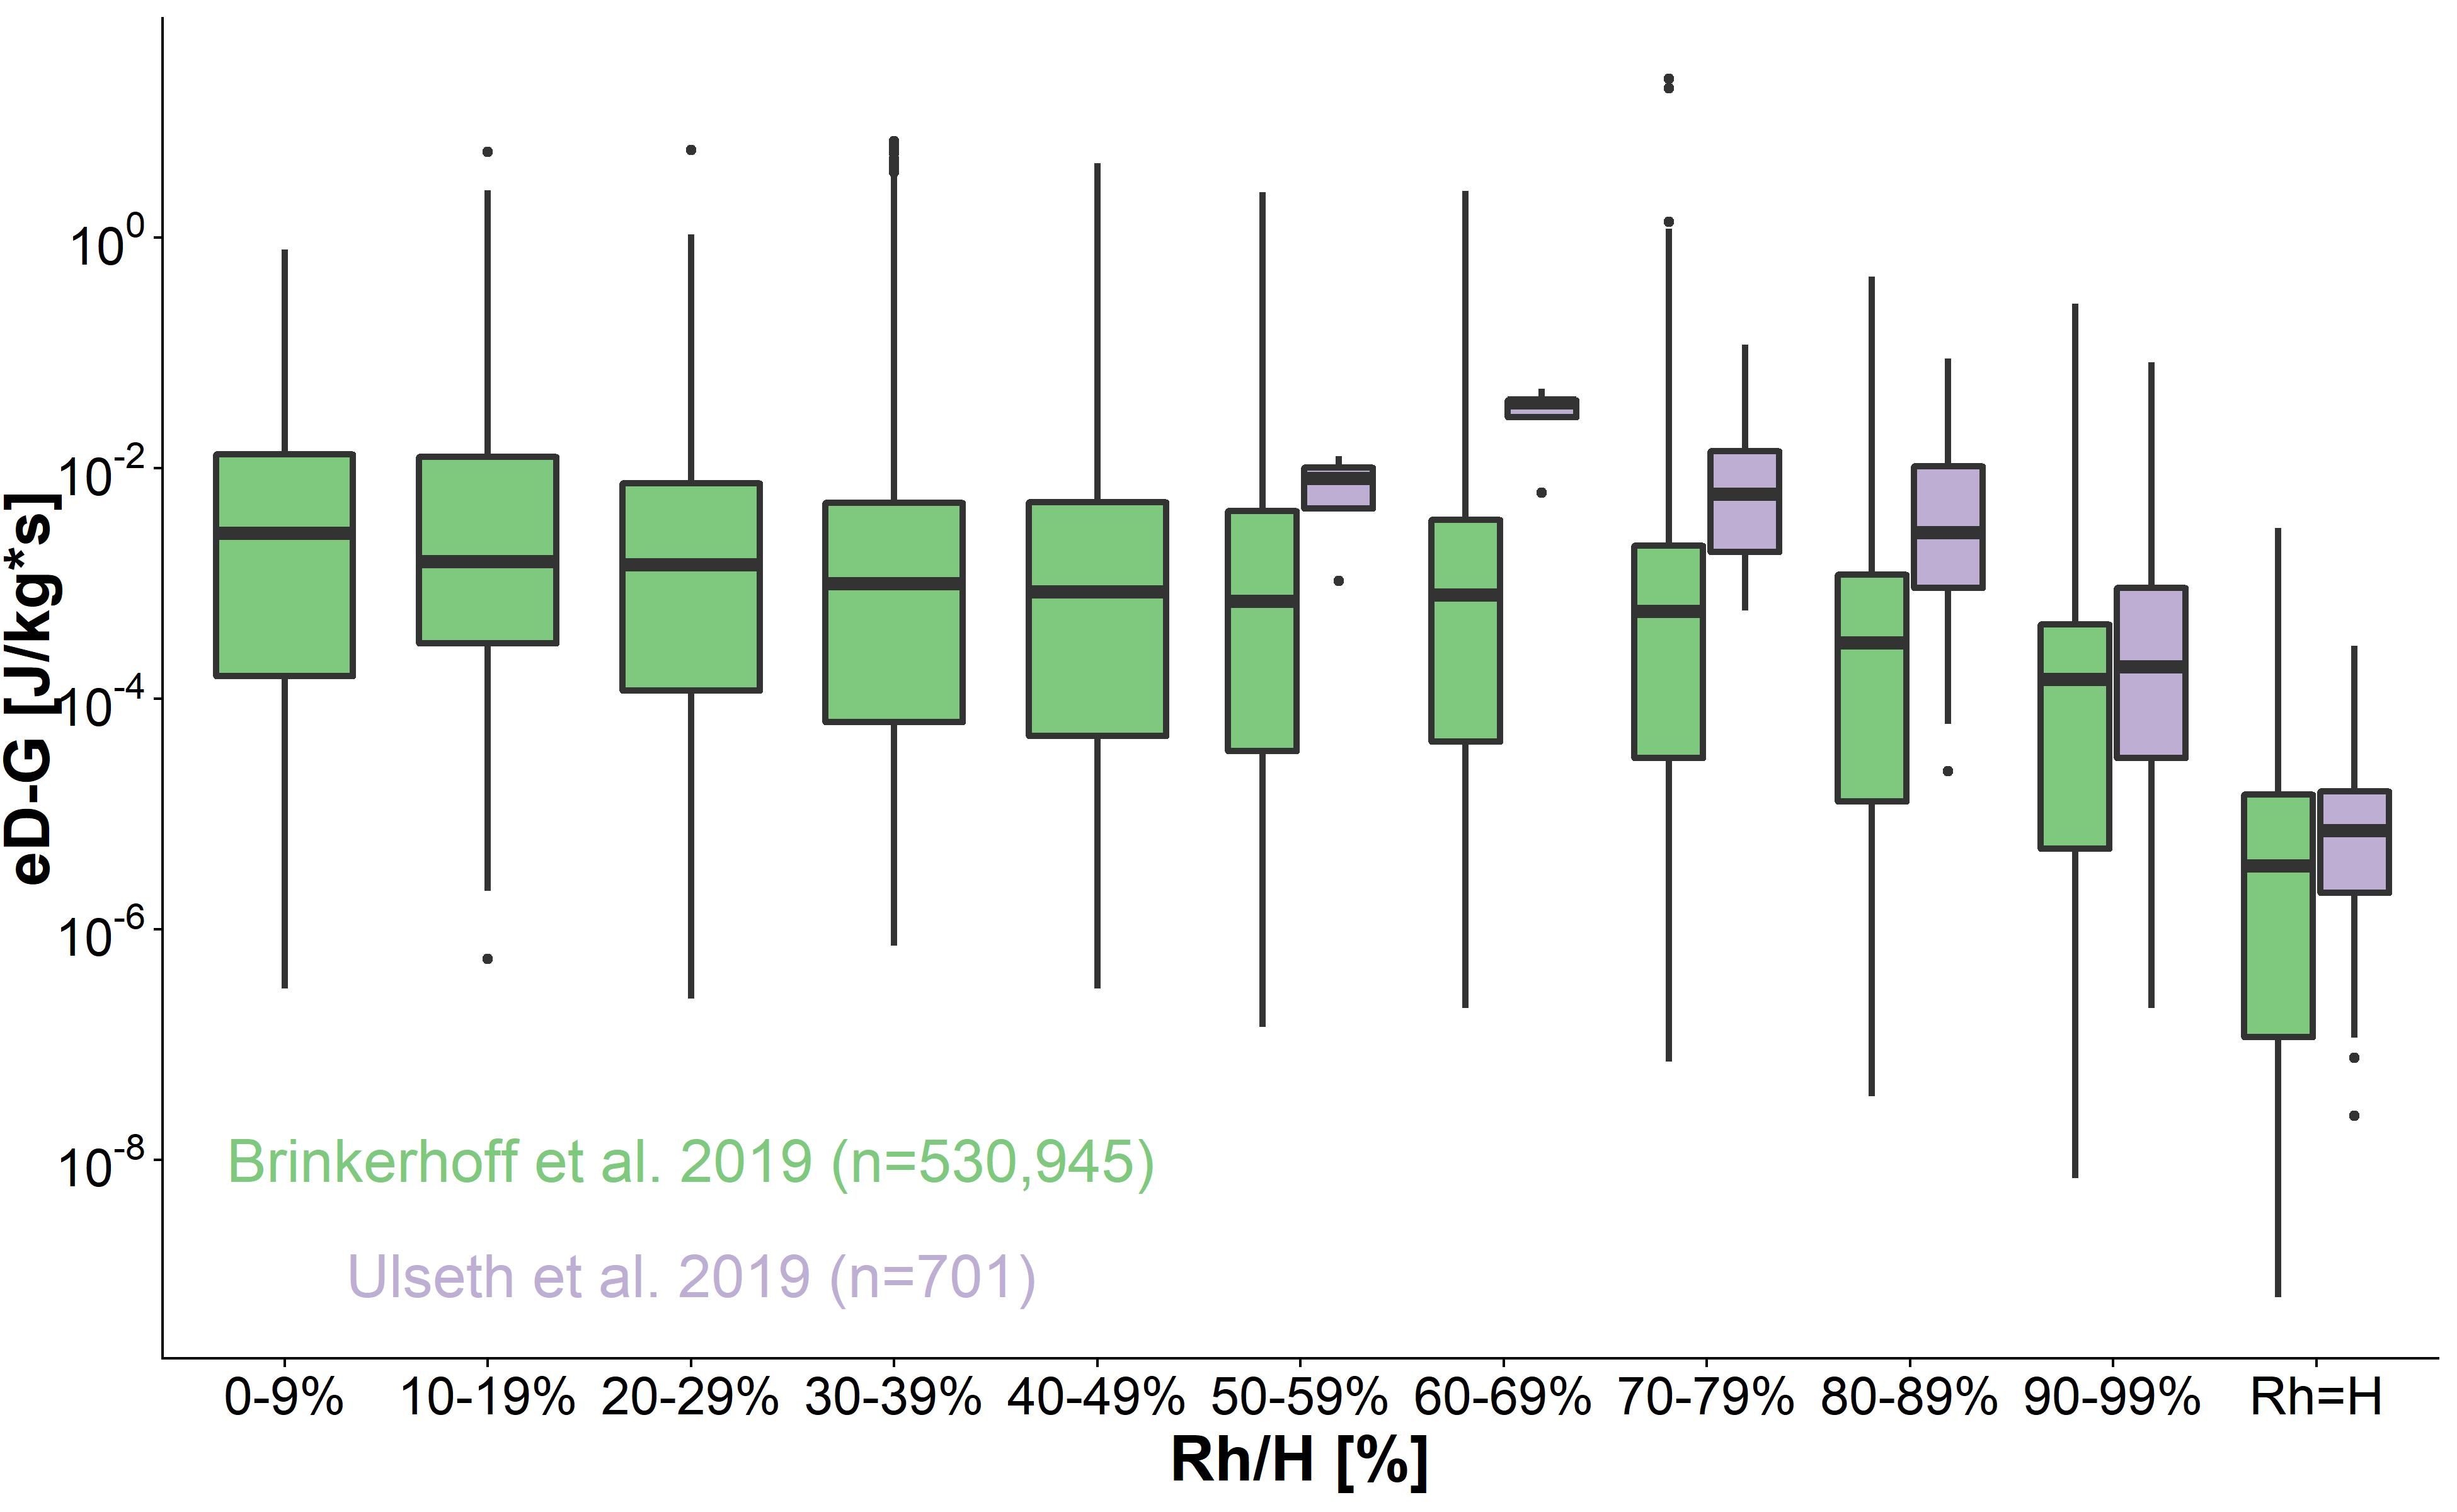 eD-G [J/kg*s]
10^0
10^-2
10^-4
10^-6
10^-8
Brinkerhoff et al. 2019 (n=530,945)
Ulseth et al. 2019 (n=701)
0-9% 10-19% 20-29% 30-39% 40-49% 50-59% 60-69% 70-79% 80-89% 90-99% Rh=H
Rh/H [%]